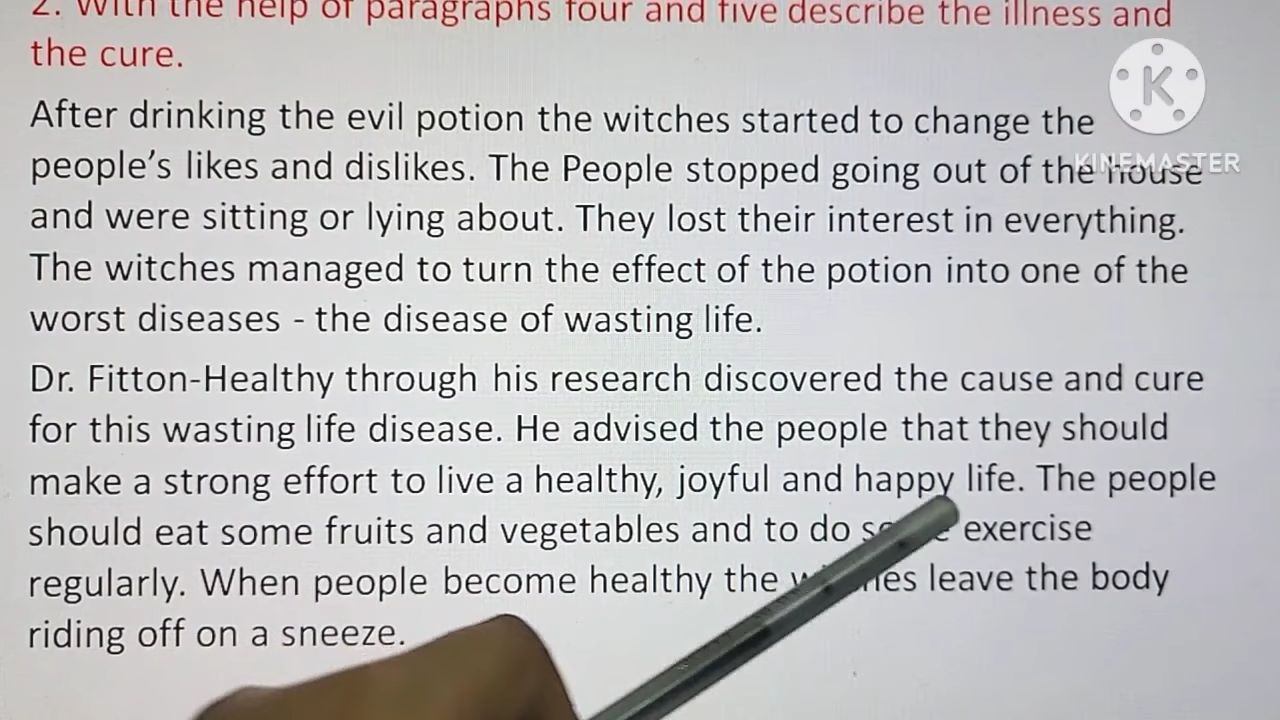 2. With the help of paragraphs four and five describe the illness and
the cure.
K
KINEMASTER
After drinking the evil potion the witches started to change the
people's likes and dislikes. The People stopped going out of the house
and were sitting or lying about. They lost their interest in everything.
The witches managed to turn the effect of the potion into one of the
worst diseases - the disease of wasting life.
Dr. Fitton-Healthy through his research discovered the cause and cure
for this wasting life disease. He advised the people that they should
make a strong effort to live a healthy, joyful and happy life. The people
should eat some fruits and vegetables and to do exercise
regularly. When people become healthy the leave the body
riding off on a sneeze.